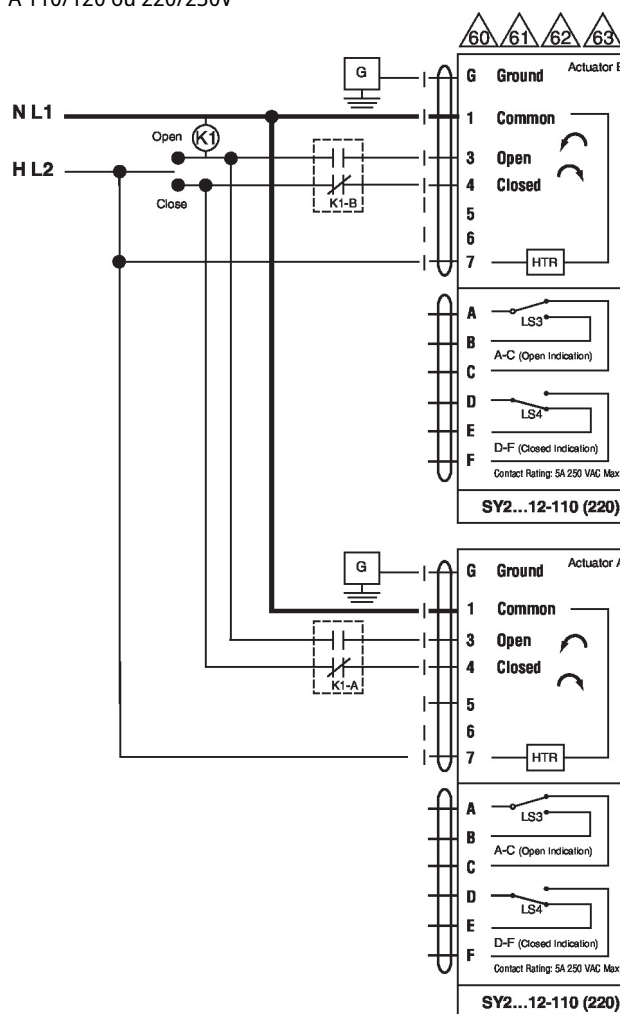 A 110/120 ou 220/230V
60 61 62 63
G
G Ground
Actuator B
N L1
1 Common
Open
K1
3 Open
H L2
4 Closed
Close
K1-B
5
6
7
HTR
A
LS3
B
A-C (Open Indication)
C
D
LS4
E
D-F (Closed Indication)
F
Contact Rating: 5A 250 VAC Max
SY2...12-110 (220)
G
G Ground
Actuator A
1 Common
3 Open
4 Closed
K1-A
5
6
7
HTR
A
LS3
B
A-C (Open Indication)
C
D
LS4
E
D-F (Closed Indication)
F
Contact Rating: 5A 250 VAC Max
SY2...12-110 (220)